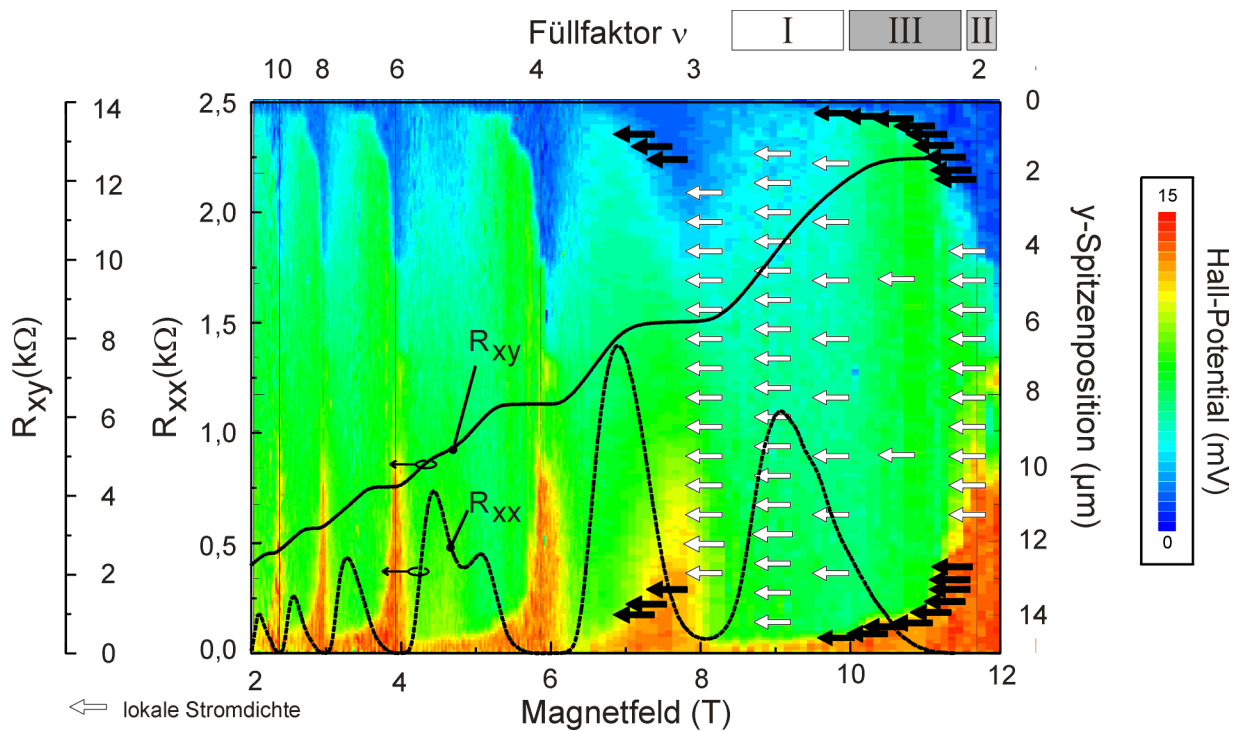 Füllfaktor ν
I III II
10 8 6 4 3 2
14 2,5 0
12 2
2,0
10 4
1,5
8 6
6 1,0 8
4 10
0,5
2 12
14
0 0,0
2 4 6 8 10 12
Rxy(kΩ)
Rxx(kΩ)
Rxy
Rxx
y-Spitzenposition (μm)
15
0
Hall-Potential (mV)
Magnetfeld (T)
lokale Stromdichte